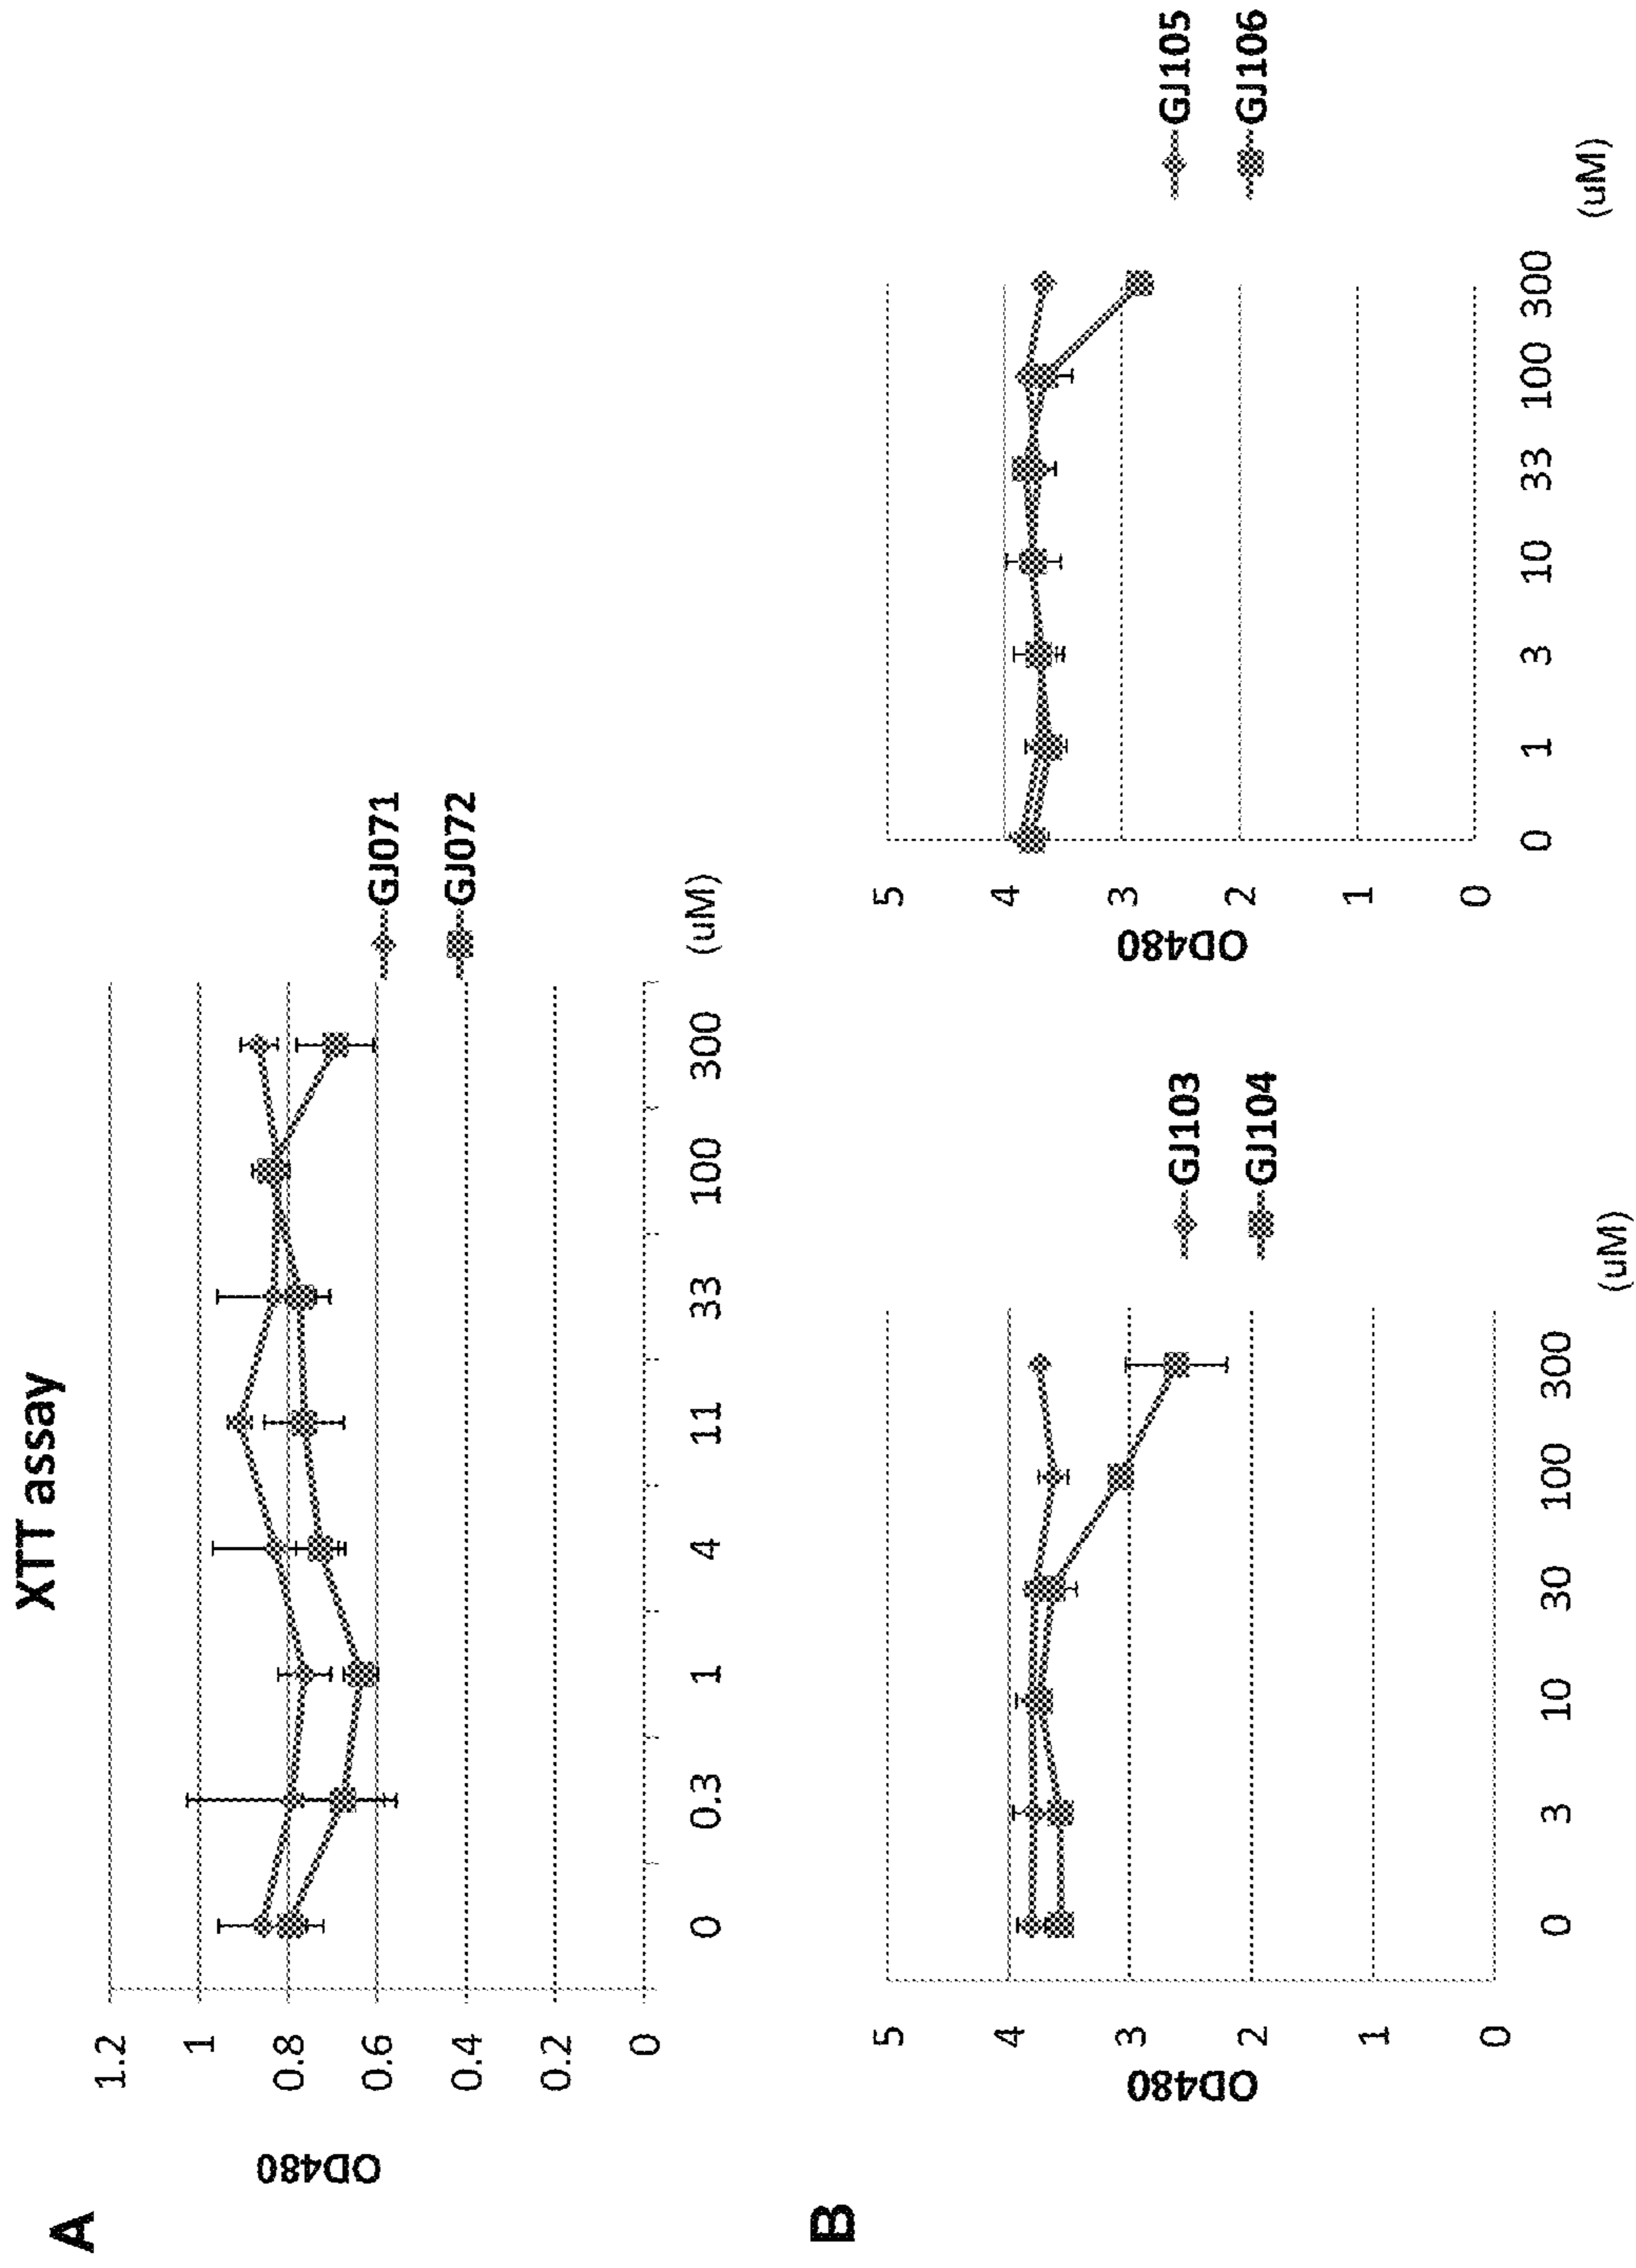 XTT assay
A
OD480
1.2
1
0.8
0.6
0.4
0.2
0
0 0.3 1 4 11 33 100 300
(uM)
GJ071
GJ072
B
OD480
5
4
3
2
1
0
0 3 10 30 100 300
(uM)
GJ103
GJ104
OD480
5
4
3
2
1
0
0 1 3 10 33 100 300
(uM)
GJ105
GJ106